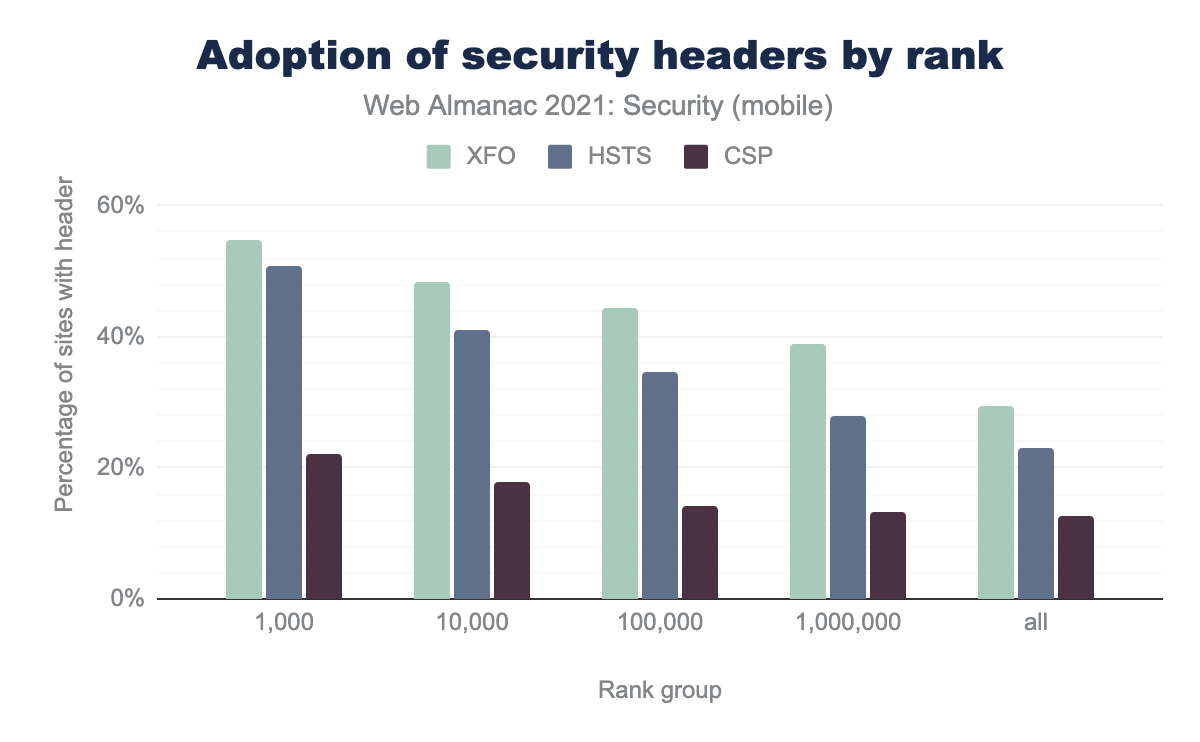 Adoption of security headers by rank
Web Almanac 2021: Security (mobile)
XFO HSTS CSP
Percentage of sites with header
60%
40%
20%
0%
1,000 10,000 100,000 1,000,000 all
Rank group